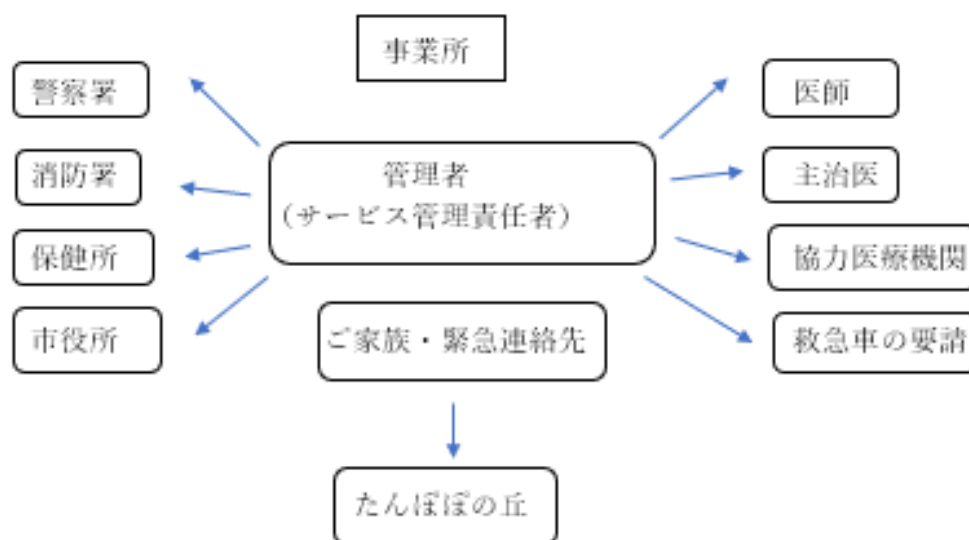 事業所
警察署
消防署
保健所
市役所
管理者
（サービス管理責任者）
医師
主治医
協力医療機関
救急車の要請
ご家族・緊急連絡先
たんぽぽの丘